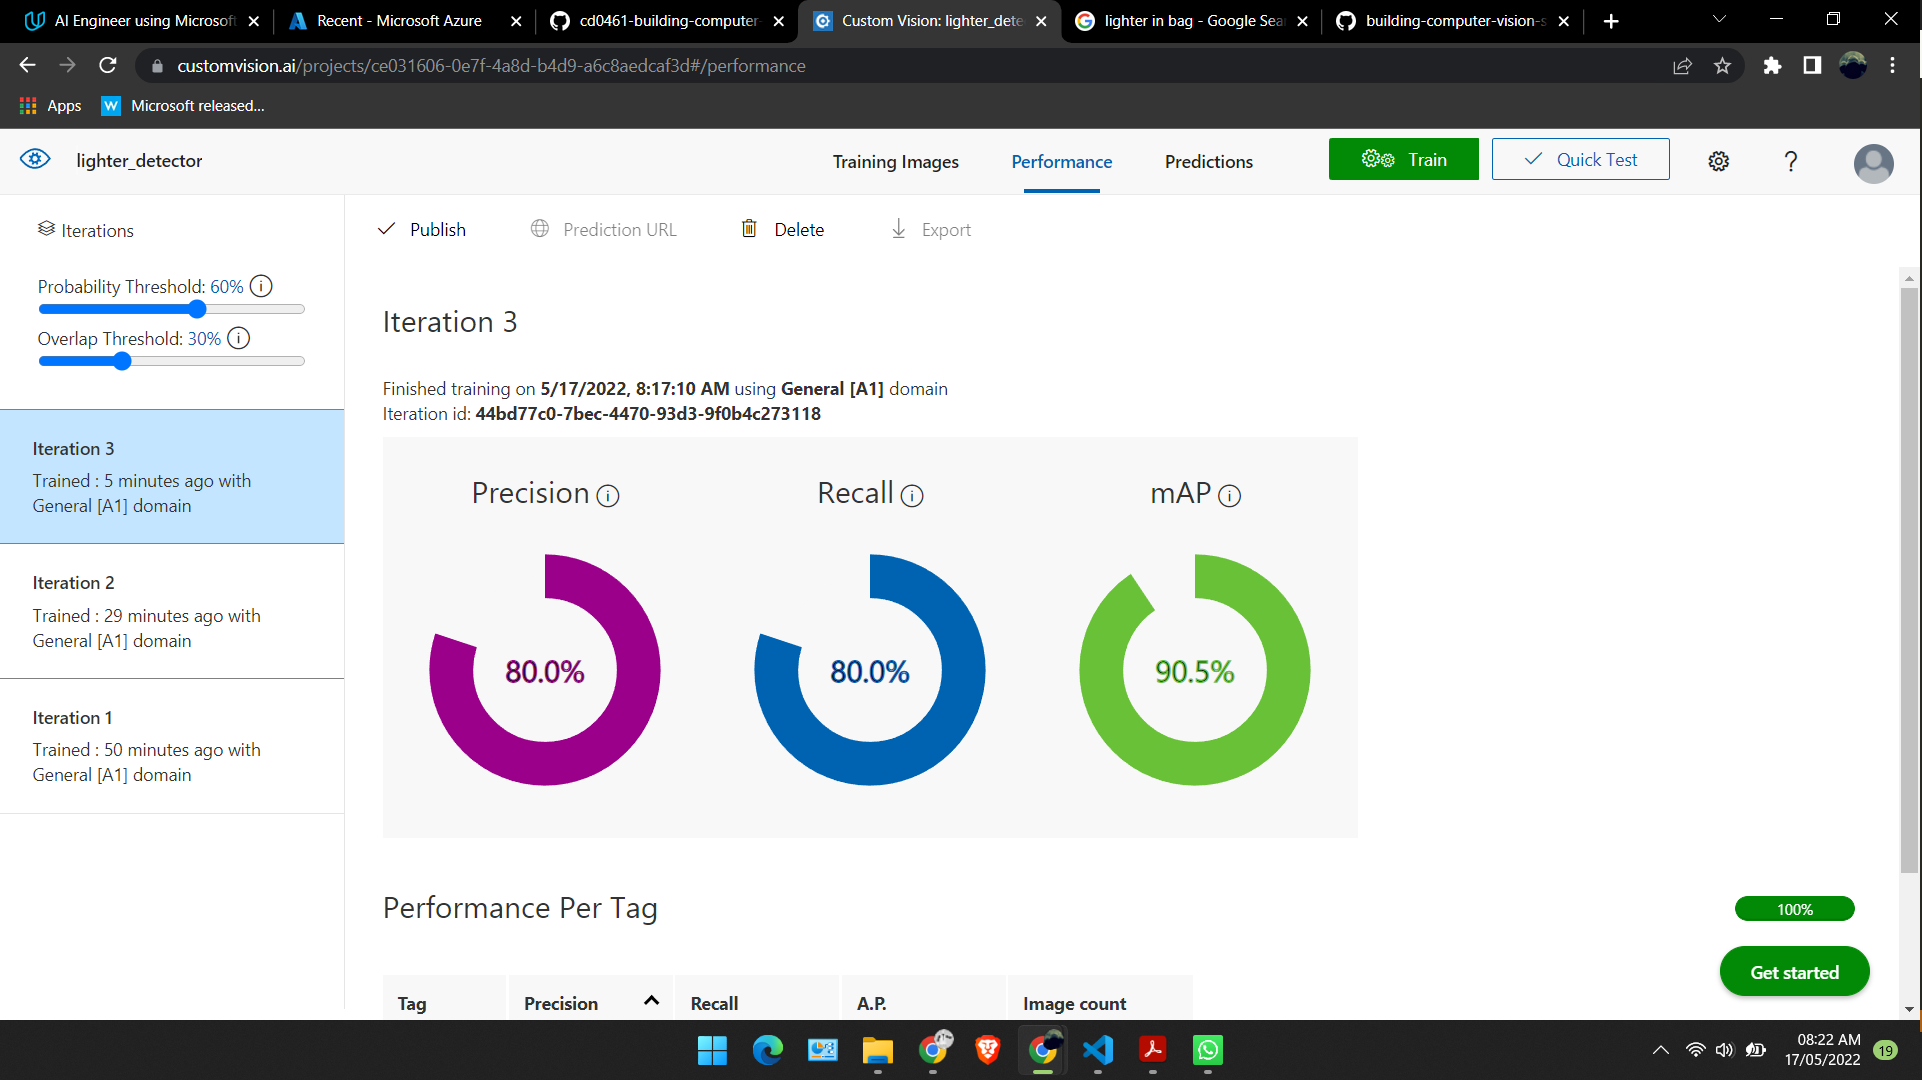 AI Engineer using Microsoft
Recent - Microsoft Azure
cd0461-building-computer-
Custom Vision: lighter_dete
lighter in bag - Google Sea
building-computer-vision-s
customvision.ai/projects/ce031606-0e7f-4a8d-b4d9-a6c8aedcaf3d#/performance
Apps
W Microsoft released...
lighter_detector
Training Images
Performance
Predictions
Train
Quick Test
?
Iterations
Publish
Prediction URL
Delete
Export
Probability Threshold: 60% i
Overlap Threshold: 30% i
Iteration 3
Finished training on 5/17/2022, 8:17:10 AM using General [A1] domain
Iteration id: 44bd77c0-7bec-4470-93d3-9f0b4c273118
Iteration 3
Trained : 5 minutes ago with
General [A1] domain
Iteration 2
Trained : 29 minutes ago with
General [A1] domain
Iteration 1
Trained : 50 minutes ago with
General [A1] domain
Precision i
Recall i
mAP i
80.0%
80.0%
90.5%
Performance Per Tag
100%
Get started
Tag
Precision
Recall
A.P.
Image count
08:22 AM
17/05/2022
19